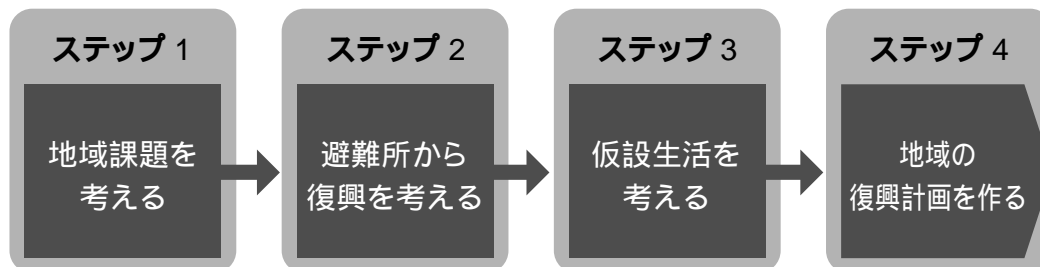 ステップ 1
地域課題を
考える
ステップ 2
避難所から
復興を考える
ステップ 3
仮設生活を
考える
ステップ 4
地域の
復興計画を作る